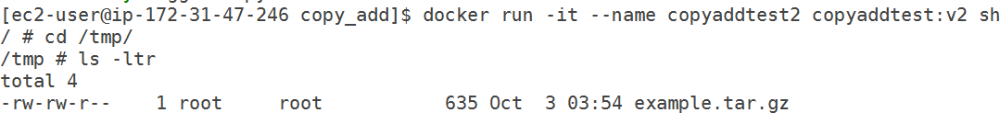 [ec2-user@ip-172-31-47-246 copy_add]$ docker run -it --name copyaddtest2 copyaddtest:v2 sh
/ # cd /tmp/
/tmp # ls -ltr
total 4
-rw-rw-r--    1 root     root           635 Oct  3 03:54 example.tar.gz